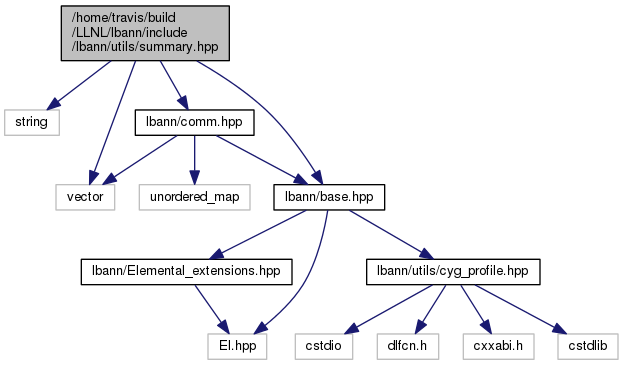 /home/travis/build
/LLNL/lbann/include
/lbann/utils/summary.hpp
string
lbann/comm.hpp
vector
unordered_map
lbann/base.hpp
lbann/Elemental_extensions.hpp
lbann/utils/cyg_profile.hpp
El.hpp
cstdio
dlfcn.h
cxxabi.h
cstdlib